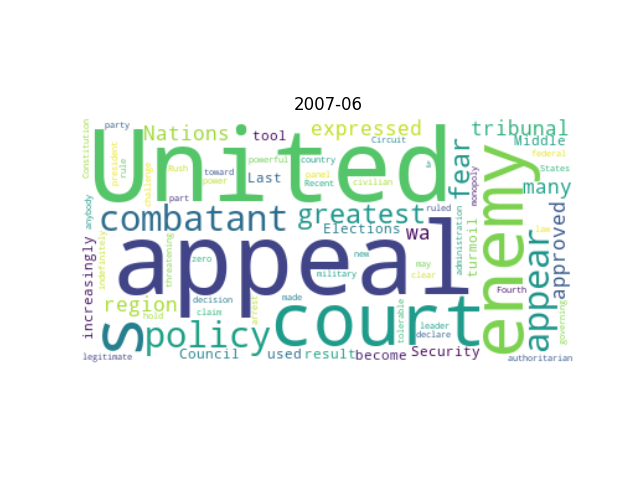 2007-06
Constitution
party
Nations
tool
expressed
Circuit
tribunal
Middle
federal
States
president
rule
challenge
Rush
toward
power
powerful
Last
country
Recent
panel
civilian
United
fear
monopoly
many
anybody
part
combatant
greatest
Elections
ruled
wa
administration
turmoil
enemy
law
approved
appear
increasingly
indefinitely
threatening
zero
appeal
military
new
may
clear
Fourth
governing
region
hold
decision
claim
arrest
made
court
tolerable
leader
declare
S
policy
legitimate
Council
used
result
become
Security
authoritarian